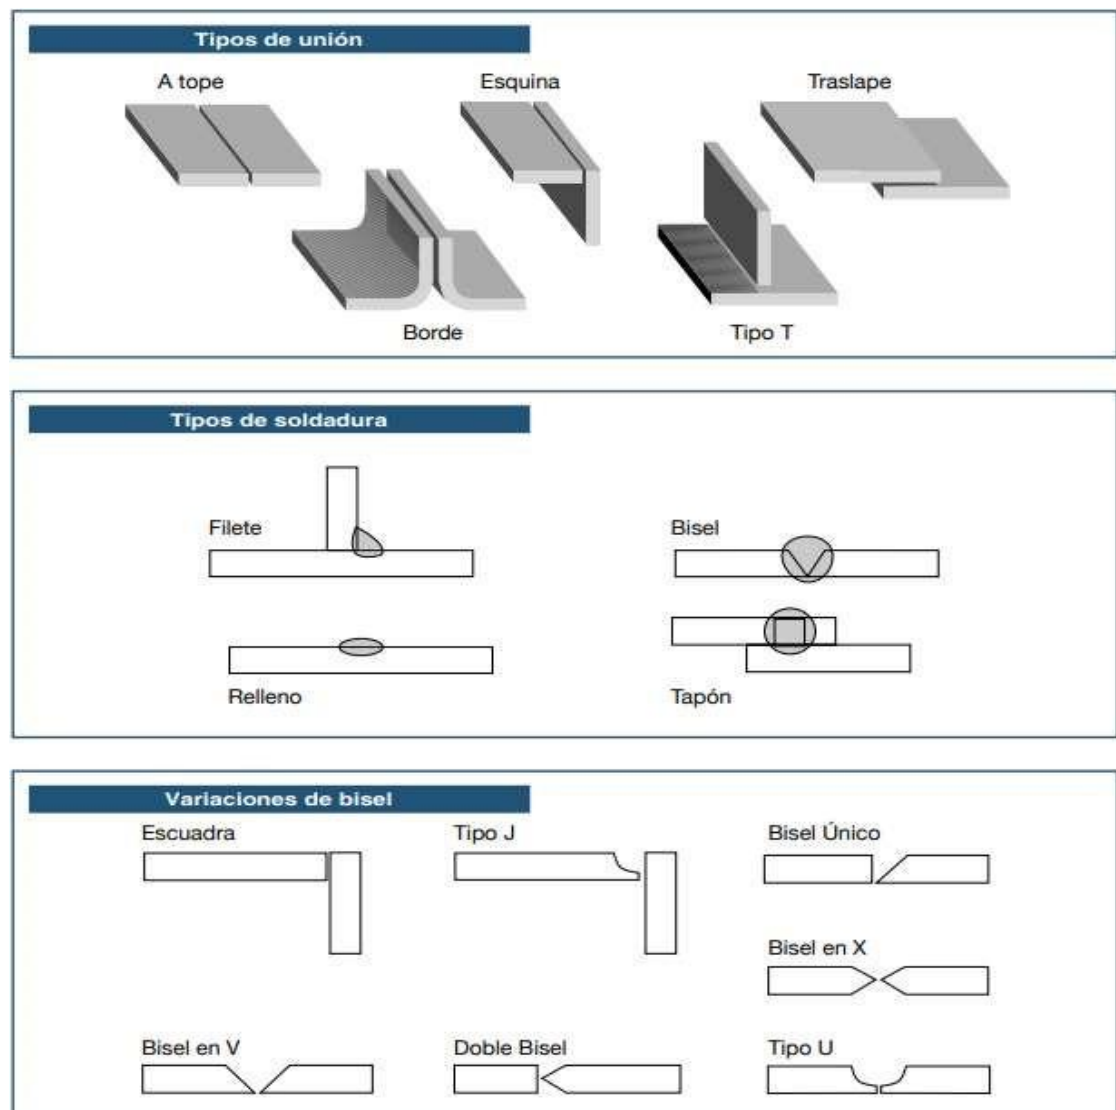 Tipos de unión
A tope
Esquina
Traslape
Borde
Tipo T
Tipos de soldadura
Filete
Bisel
Relleno
Tapón
Variaciones de bisel
Escuadra
Tipo J
Bisel Único
Bisel en X
Bisel en V
Doble Bisel
Tipo U